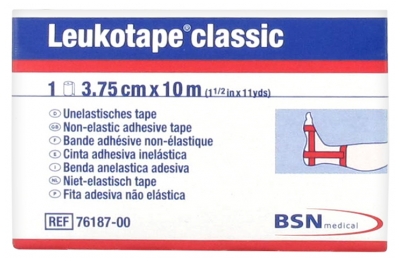 Leukotape® classic
1 3.75 cm x 10 m (1 1/2 in x 11yds)
D Unelastisches tape
Non-elastic adhesive tape
F Bande adhésive non-élastique
E Cinta adhesiva inelástica
I Benda anelastica adesiva
NL Niet-elastisch tape
P Fita adesiva não elástica
REF 76187-00
BSN medical